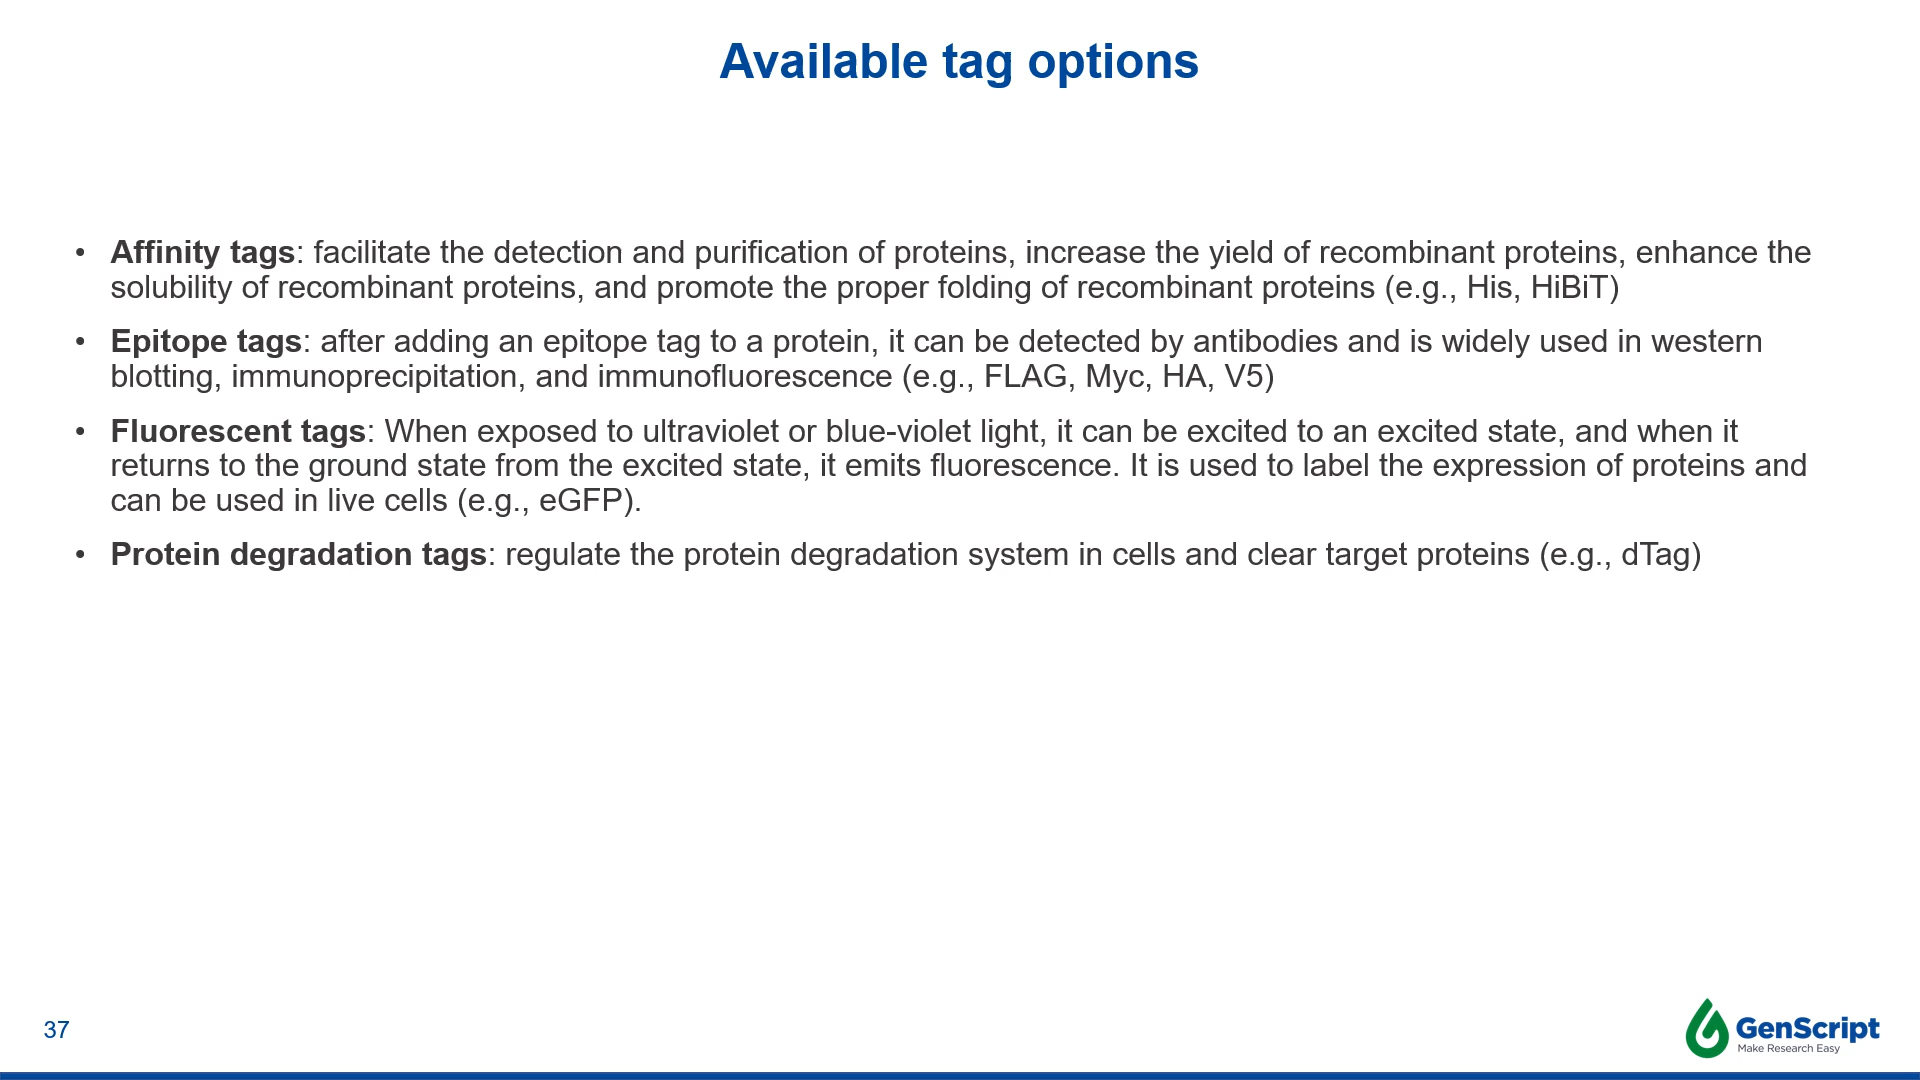 Available tag options
• Affinity tags: facilitate the detection and purification of proteins, increase the yield of recombinant proteins, enhance the
solubility of recombinant proteins, and promote the proper folding of recombinant proteins (e.g., His, HiBiT)
• Epitope tags: after adding an epitope tag to a protein, it can be detected by antibodies and is widely used in western
blotting, immunoprecipitation, and immunofluorescence (e.g., FLAG, Myc, HA, V5)
• Fluorescent tags: When exposed to ultraviolet or blue-violet light, it can be excited to an excited state, and when it
returns to the ground state from the excited state, it emits fluorescence. It is used to label the expression of proteins and
can be used in live cells (e.g., eGFP).
• Protein degradation tags: regulate the protein degradation system in cells and clear target proteins (e.g., dTag)
37
GenScript
Make Research Easy